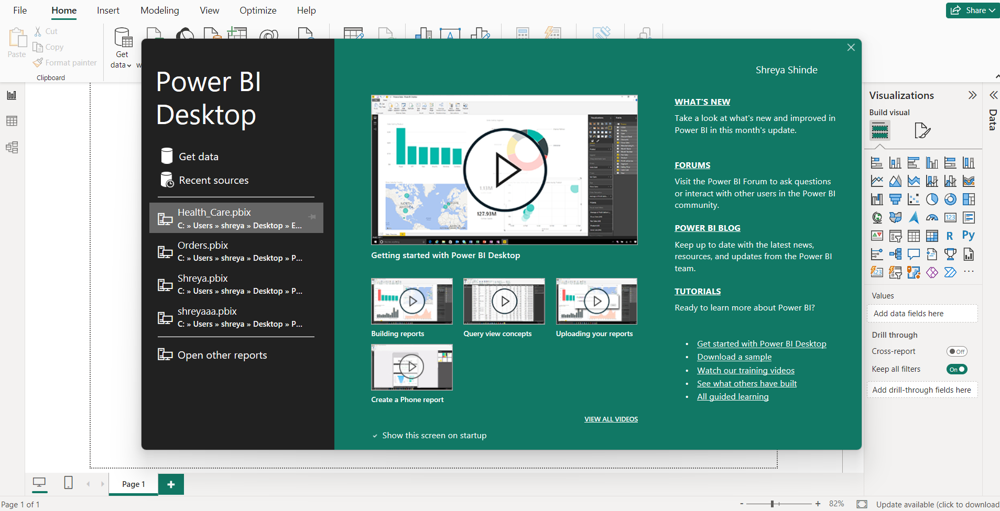 File Home Insert Modeling View Optimize Help
Share
Paste
Cut
Copy
Format painter
Clipboard
Get
data
Power BI
Desktop
Get data
Recent sources
Health_Care.pbix
C: » Users » shreya » Desktop » E...
Orders.pbix
C: » Users » shreya » Desktop » P...
Shreya.pbix
C: » Users » shreya » Desktop » P...
shreyaaa.pbix
C: » Users » shreya » Desktop » P...
Open other reports
Shreya Shinde
1.13M
127.93M
NORTH
AMERICA
EUROPE
AFRICA
Getting started with Power BI Desktop
Building reports
Query view concepts
Uploading your reports
Create a Phone report
VIEW ALL VIDEOS
Show this screen on startup
WHAT'S NEW
Take a look at what's new and improved in
Power BI in this month's update.
FORUMS
Visit the Power BI Forum to ask questions
or interact with other users in the Power BI
community.
POWER BI BLOG
Keep up to date with the latest news,
resources, and updates from the Power BI
team.
TUTORIALS
Ready to learn more about Power BI?
• Get started with Power BI Desktop
• Download a sample
• Watch our training videos
• See what others have built
• All guided learning
Visualizations
Build visual
123
R
Py
123
...
Values
Add data fields here
Drill through
Cross-report
Off
Keep all filters
On
Add drill-through fields here
Data
Page 1
Page 1 of 1
- + 82%
Update available (click to download